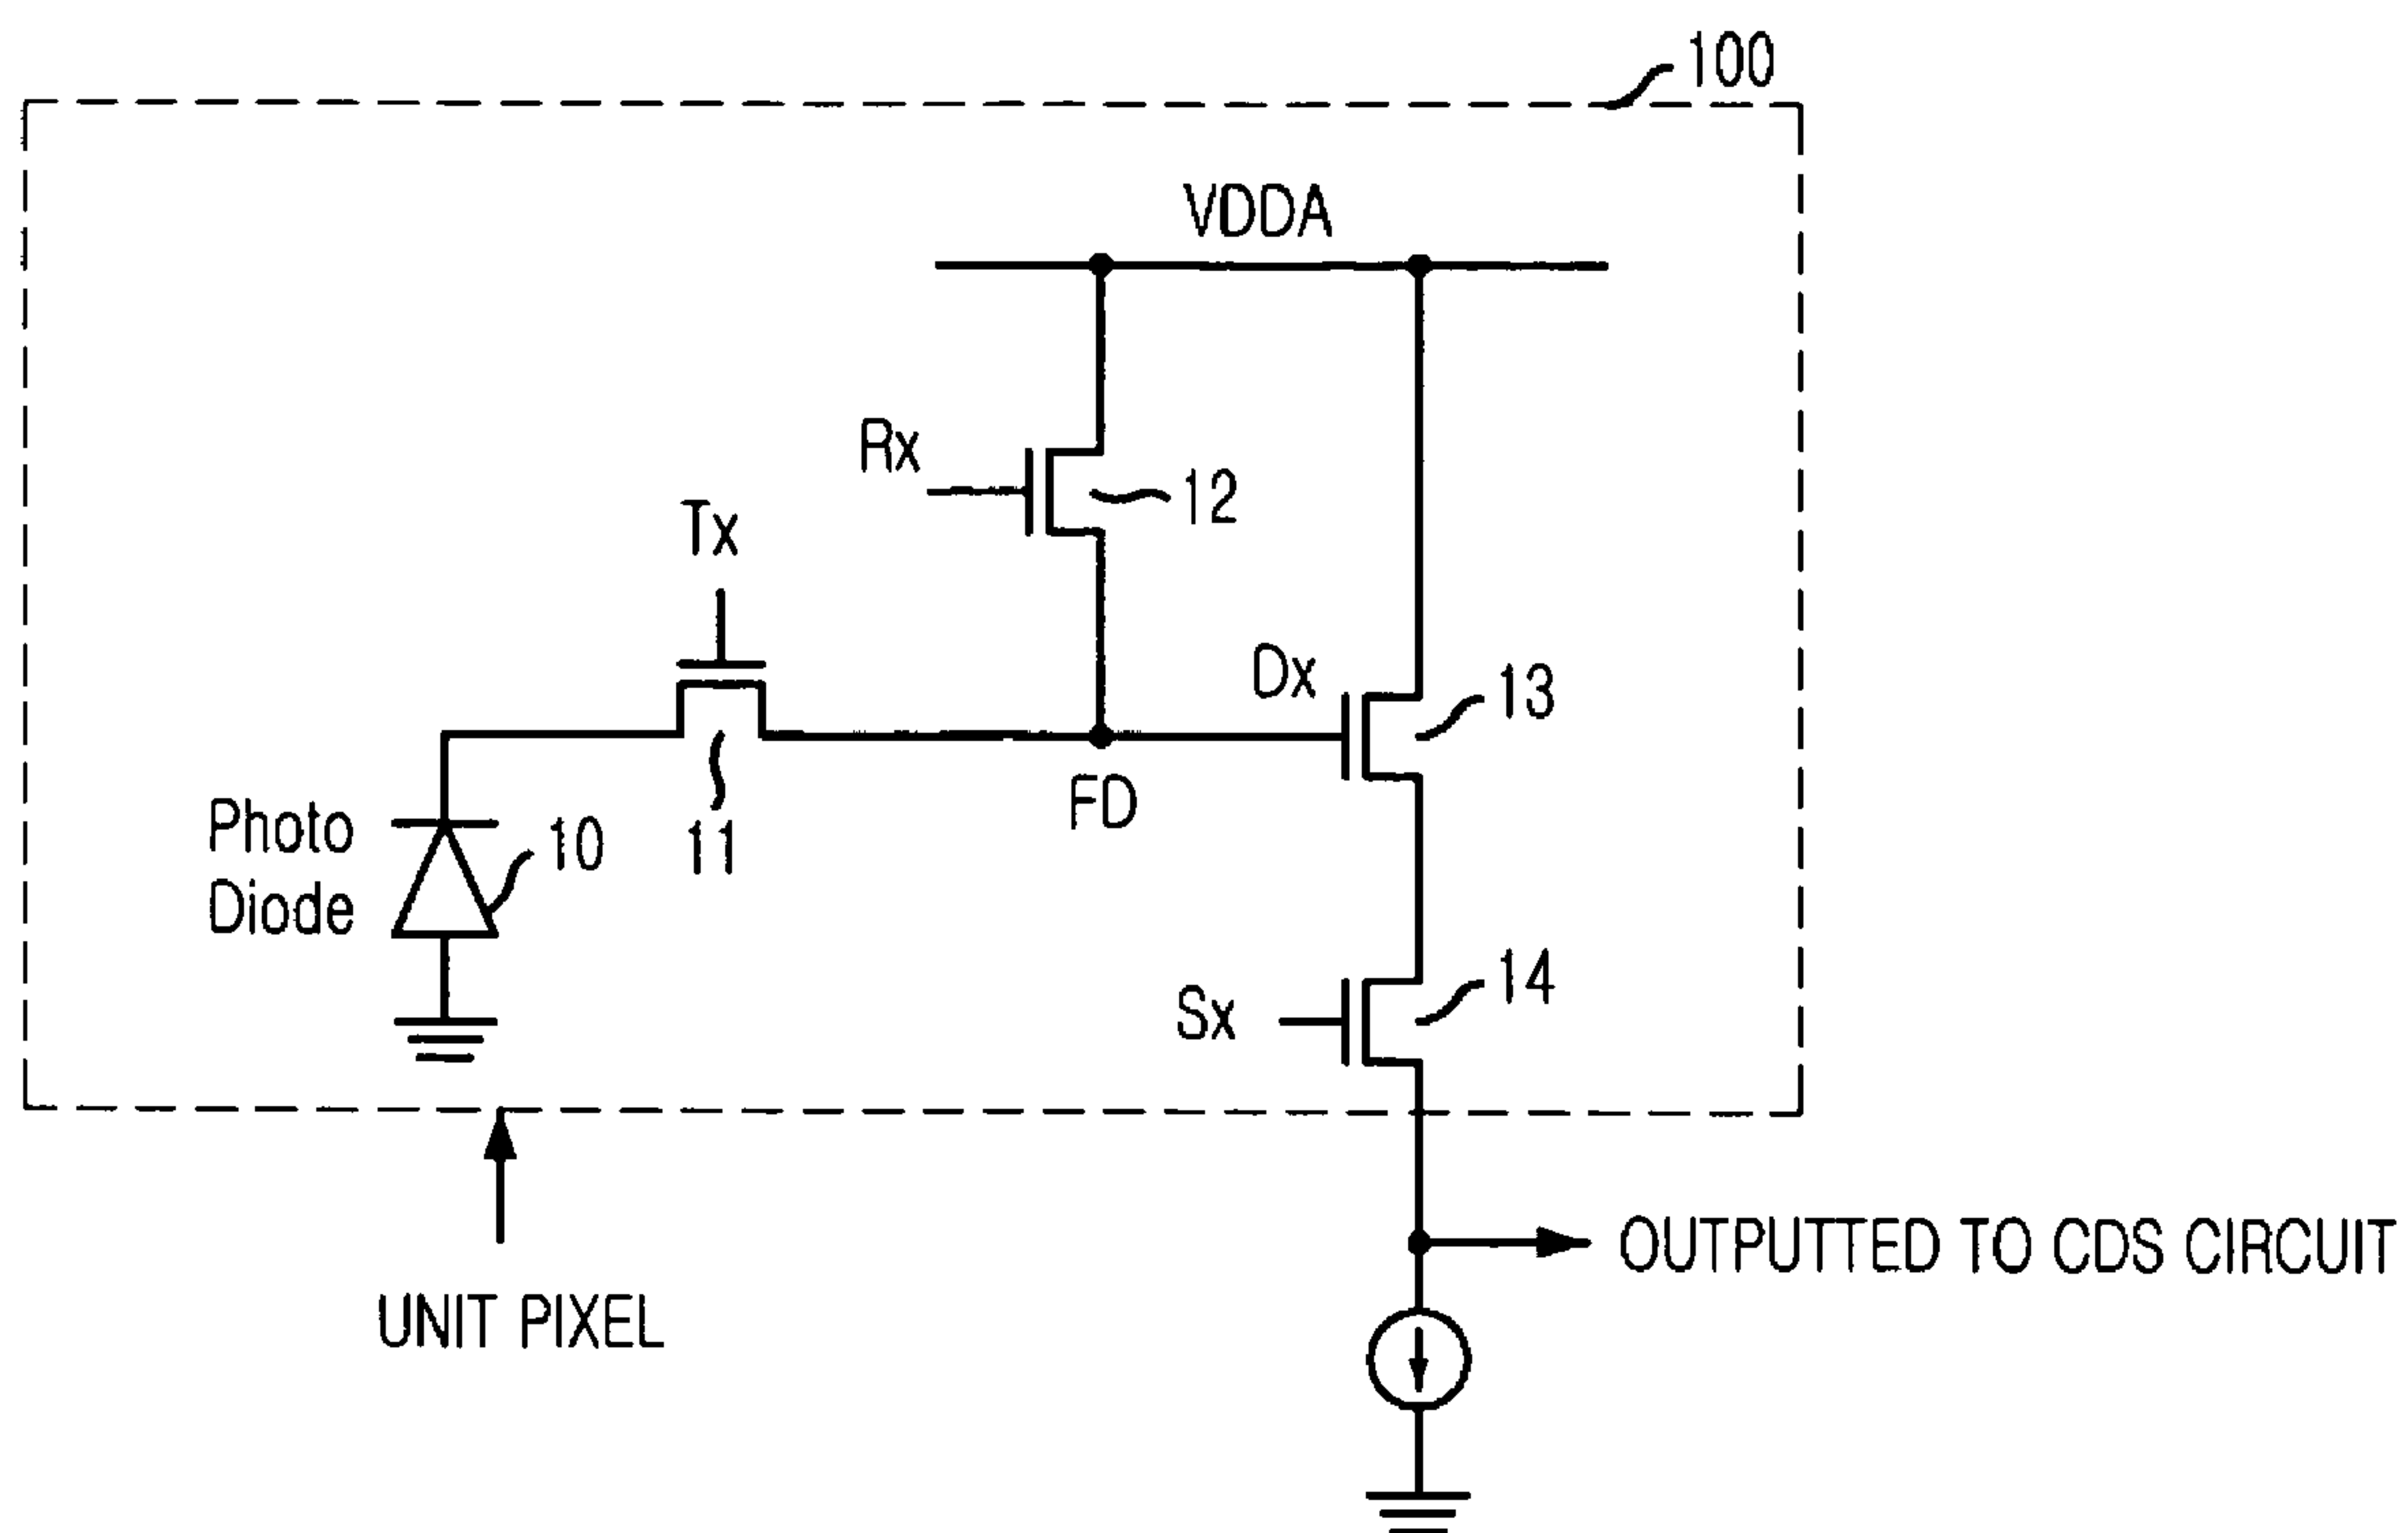 100
VDDA
Rx
12
Tx
Dx
13
FD
Photo
Diode
10
11
Sx
14
OUTPUTTED TO CDS CIRCUIT
UNIT PIXEL